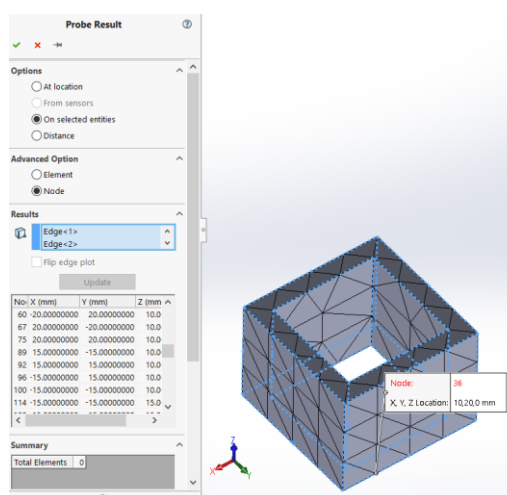 Probe Result
Options
At location
From sensors
On selected entities
Distance
Advanced Option
Element
Node
Results
Edge<1>
Edge<2>
Flip edge plot
Update
No X (mm) Y (mm) Z (mm
60 -20.00000000 20.00000000 10.0
67 20.00000000 -20.00000000 10.0
75 20.00000000 20.00000000 10.0
89 15.00000000 -15.00000000 10.0
92 15.00000000 15.00000000 10.0
96 -15.00000000 15.00000000 10.0
100 -15.00000000 -15.00000000 10.0
114 -15.00000000 -15.00000000 15.0
Summary
Total Elements 0
Node: 36
X, Y, Z Location: 10,20,0 mm
Z
X
Y